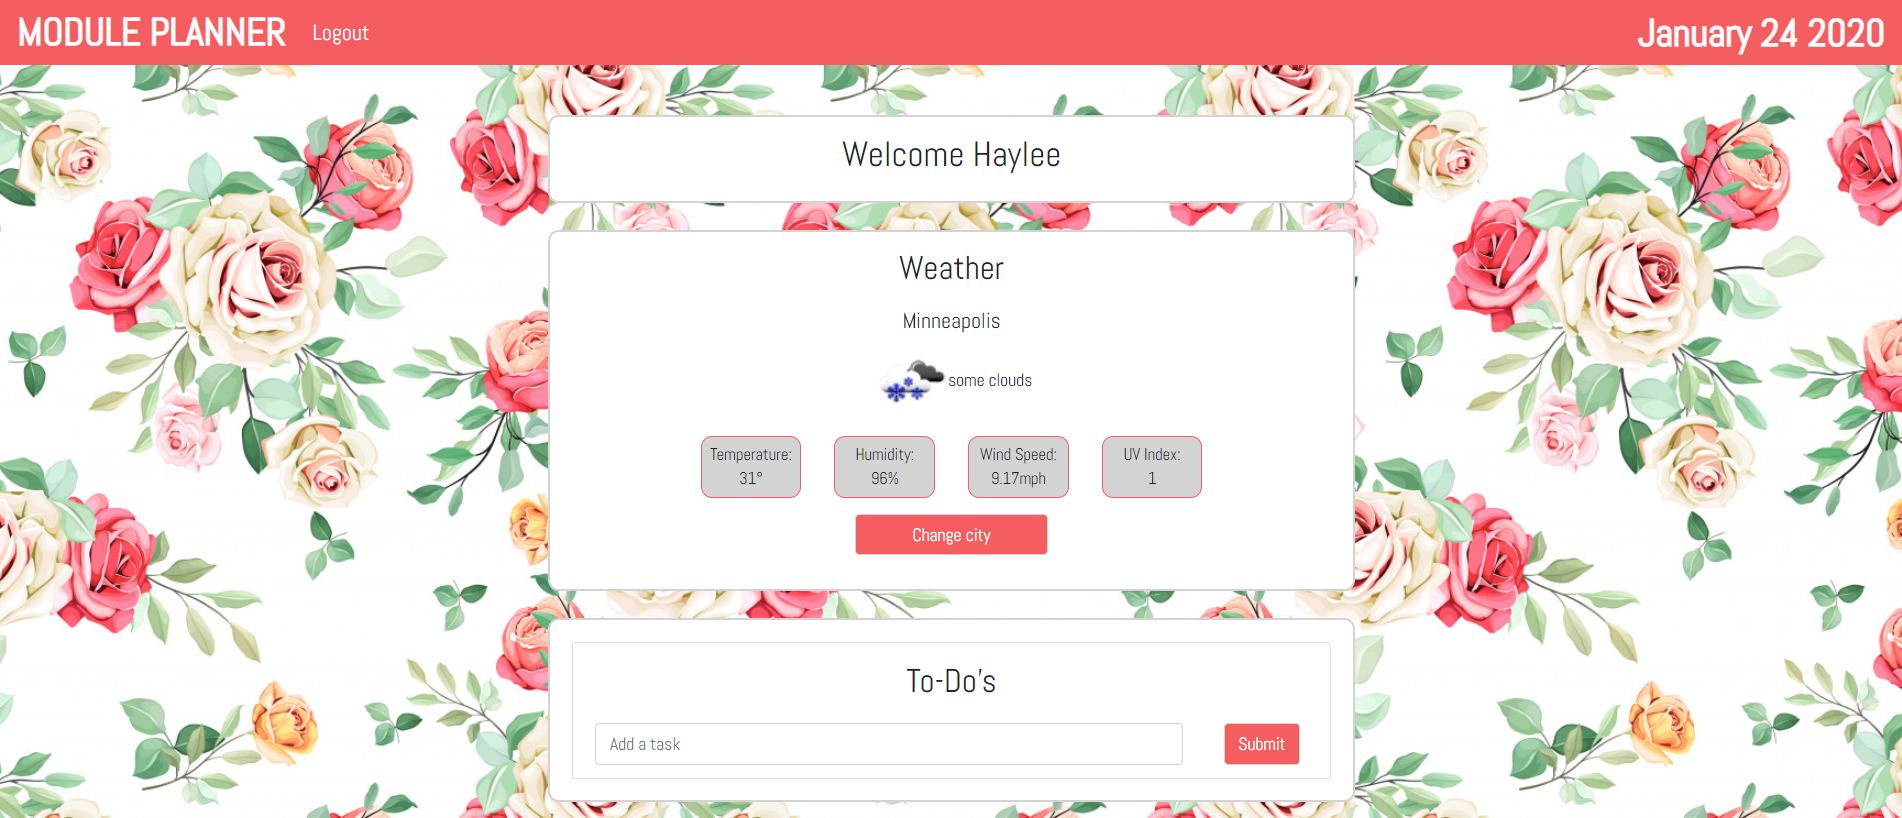 MODULE PLANNER Logout January 24 2020
Welcome Haylee
Weather
Minneapolis
some clouds
Temperature: 31°
Humidity: 96%
Wind Speed: 9.17mph
UV Index: 1
Change city
To-Do's
Add a task Submit